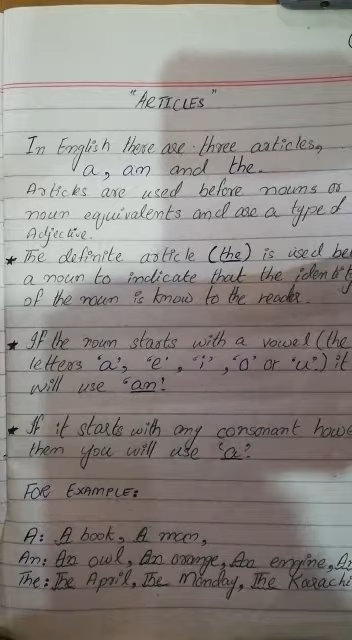 "ARTICLES"
In English there are three articles,
a, an and the.
Articles are used before nouns or
noun equivalents and are a type of
Adjective.
* The definite article (the) is used be
a noun to indicate that the identit
of the noun is know to the reader.
* If the noun starts with a vowel (the
letters 'a', 'e', 'i', 'o' or 'u') it
will use 'an'.
* If it starts with any consonant howe
then you will use 'a'.
FOR EXAMPLE:
A: A book, A man,
An: An owl, An orange, An engine, An
The: The April, The Monday, The Karachi